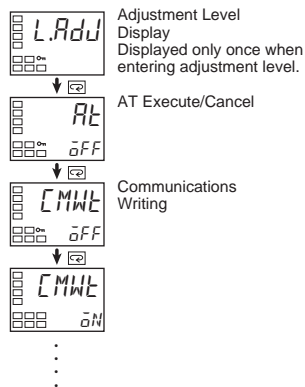 L.AdJ
Adjustment Level
Display
Displayed only once when
entering adjustment level.
At
oFF
AT Execute/Cancel
CMWt
oFF
Communications
Writing
CMWt
oN